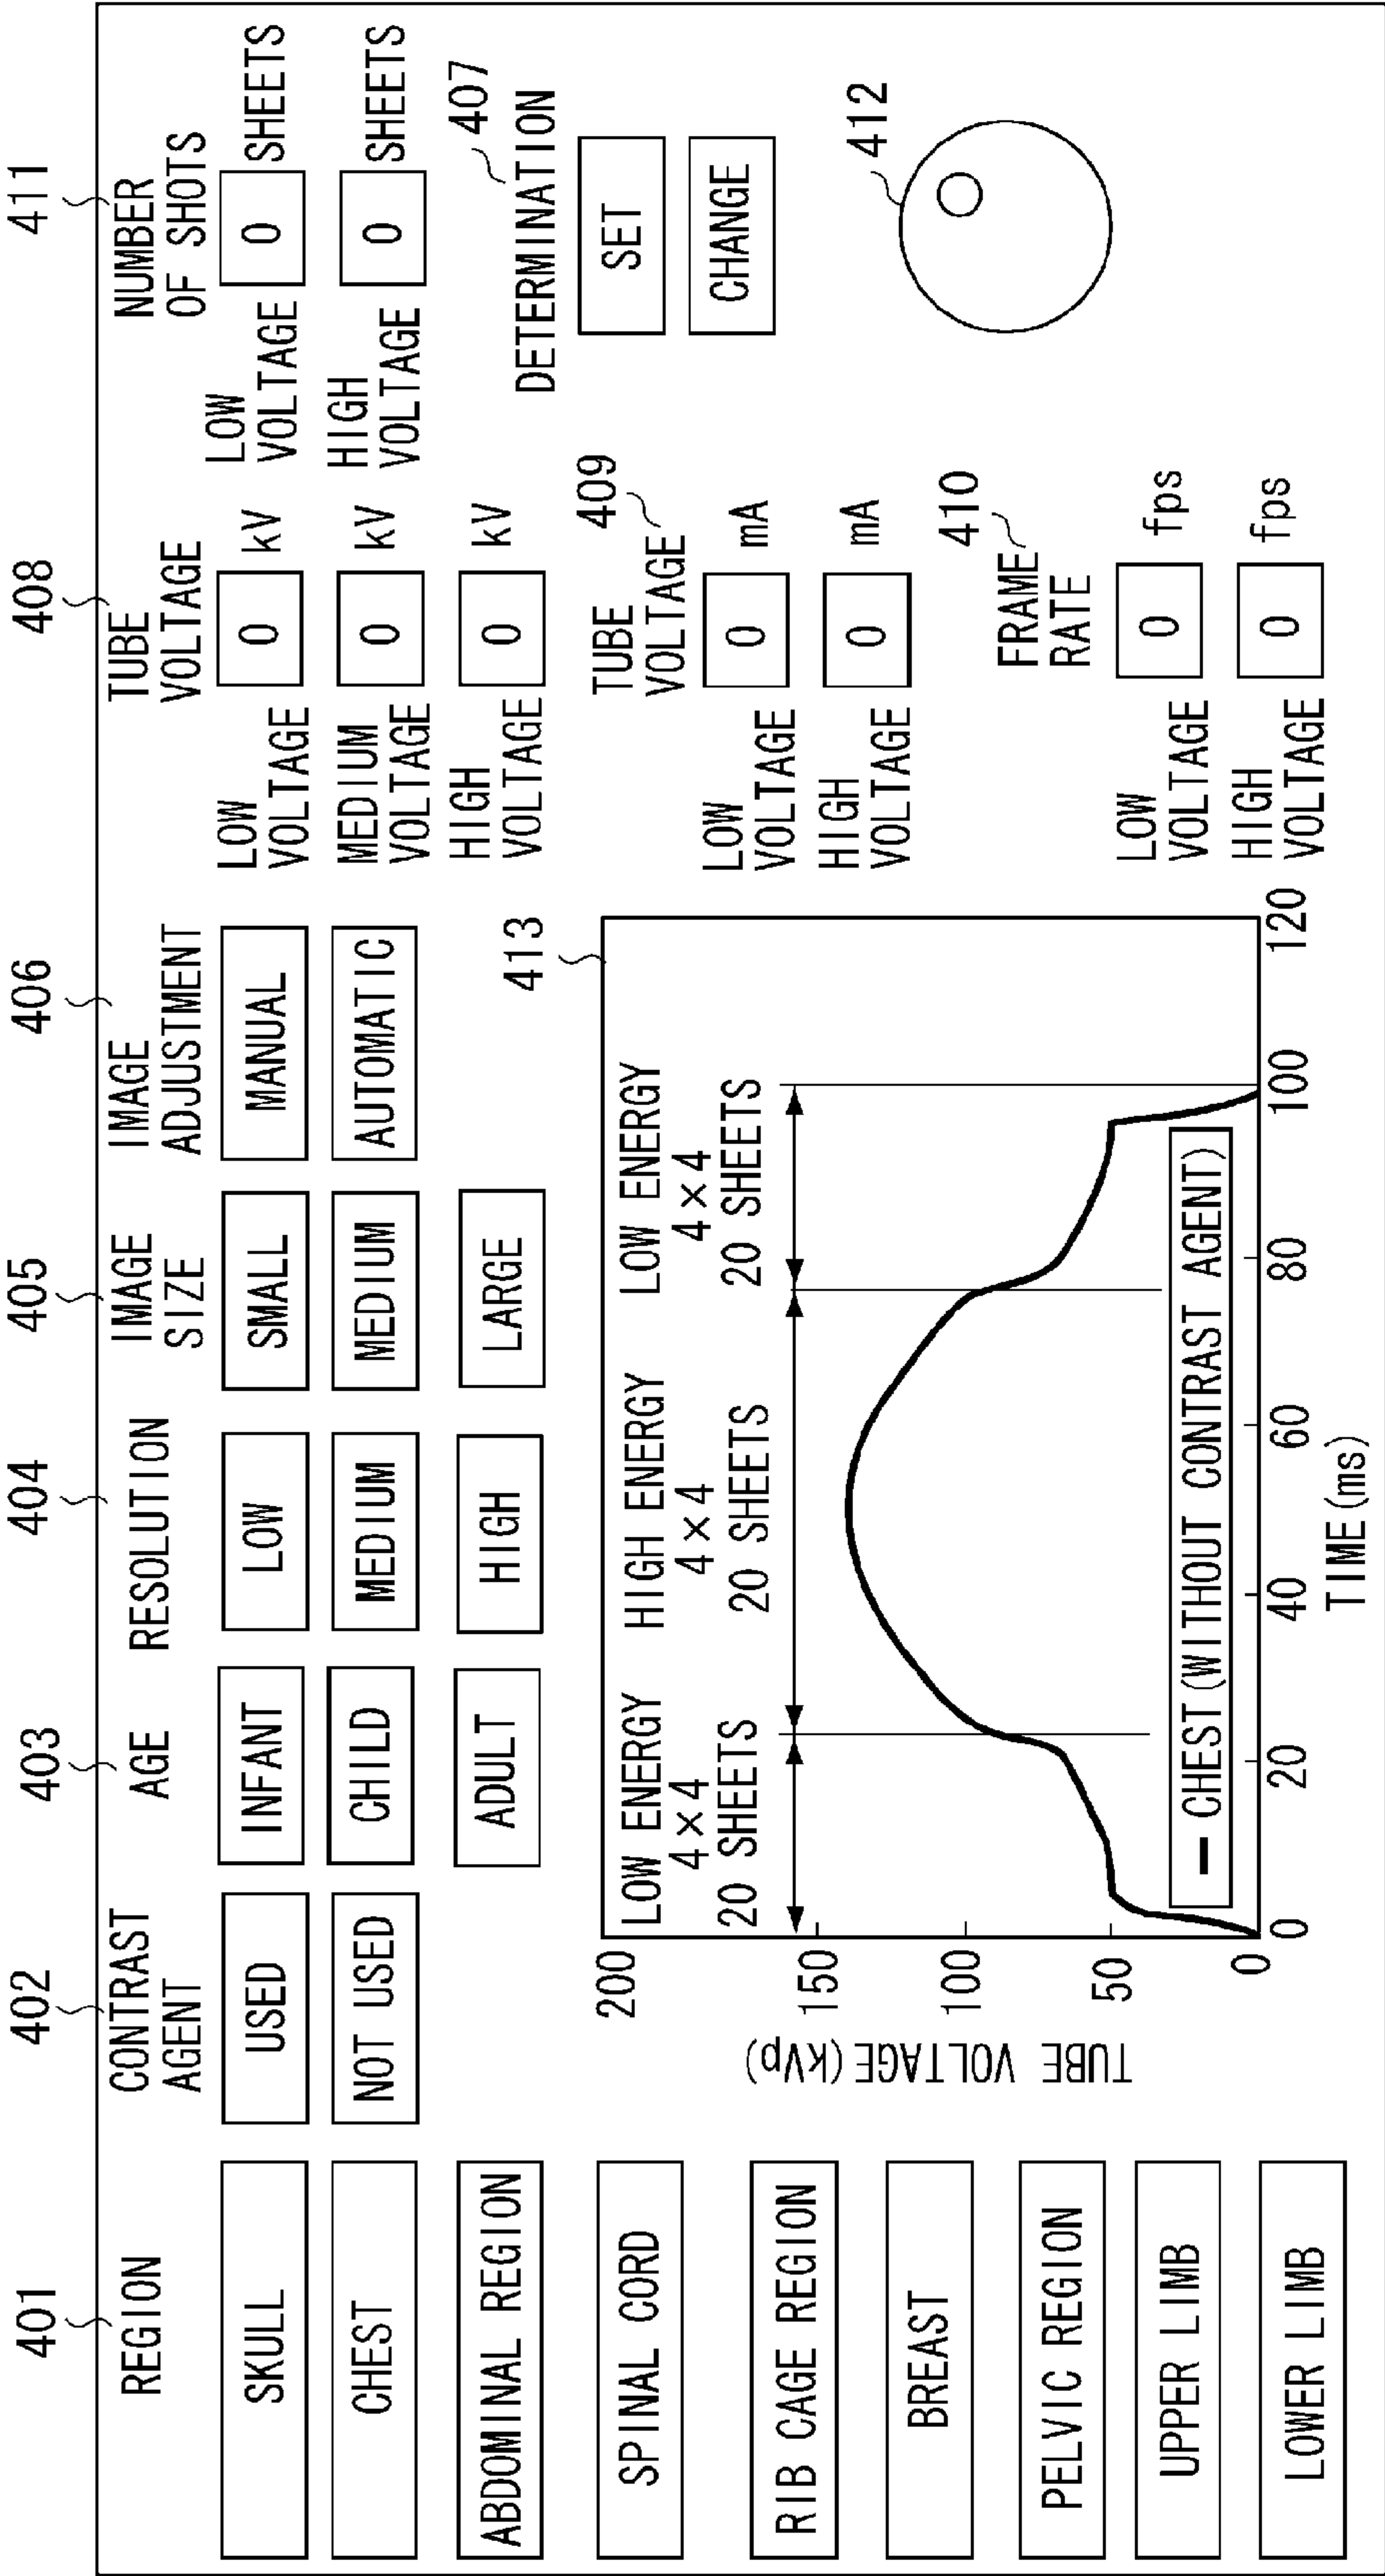 401
REGION
SKULL
CHEST
ABDOMINAL REGION
SPINAL CORD
RIB CAGE REGION
BREAST
PELVIC REGION
UPPER LIMB
LOWER LIMB
402
CONTRAST
AGENT
USED
NOT USED
403
AGE
INFANT
CHILD
ADULT
404
RESOLUTION
LOW
MEDIUM
HIGH
405
IMAGE
SIZE
SMALL
MEDIUM
LARGE
406
IMAGE
ADJUSTMENT
MANUAL
AUTOMATIC
408
TUBE
VOLTAGE
LOW
VOLTAGE 0 kV
MEDIUM
VOLTAGE 0 kV
HIGH
VOLTAGE 0 kV
409
TUBE
VOLTAGE
LOW
VOLTAGE 0 mA
HIGH
VOLTAGE 0 mA
410
FRAME
RATE
LOW
VOLTAGE 0 fps
HIGH
VOLTAGE 0 fps
411
NUMBER
OF SHOTS
LOW
VOLTAGE 0 SHEETS
HIGH
VOLTAGE 0 SHEETS
407
DETERMINATION
SET
CHANGE
412
413
TUBE VOLTAGE(kVp)
200
150
100
50
0
LOW ENERGY
4×4
20 SHEETS
HIGH ENERGY
4×4
20 SHEETS
LOW ENERGY
4×4
20 SHEETS
CHEST(WITHOUT CONTRAST AGENT)
0 20 40 60 80 100 120
TIME(ms)